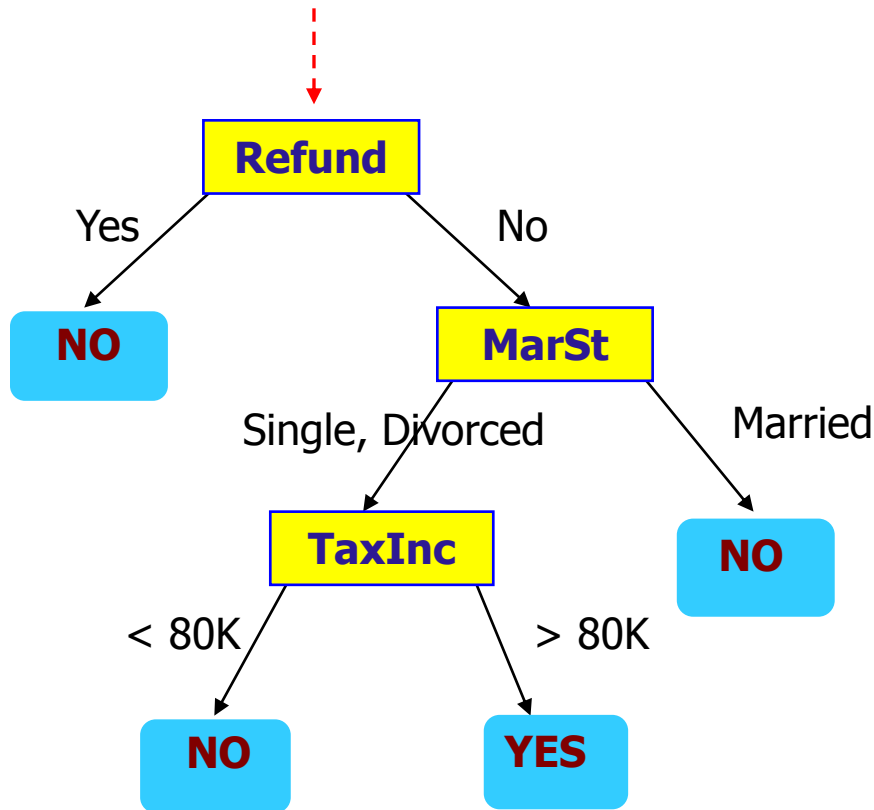 Refund
Yes
No
NO
MarSt
Single, Divorced
Married
TaxInc
NO
< 80K
> 80K
NO
YES